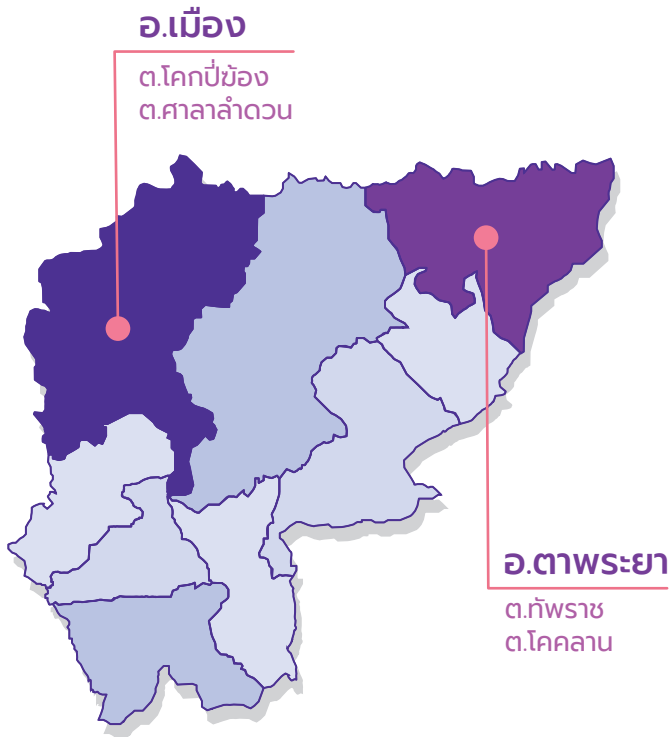 อ.เมือง
ต.โคกปี่ฆ้อง
ต.ศาลาลำดวน
อ.ตาพระยา
ต.ทัพราช
ต.โคคลาน